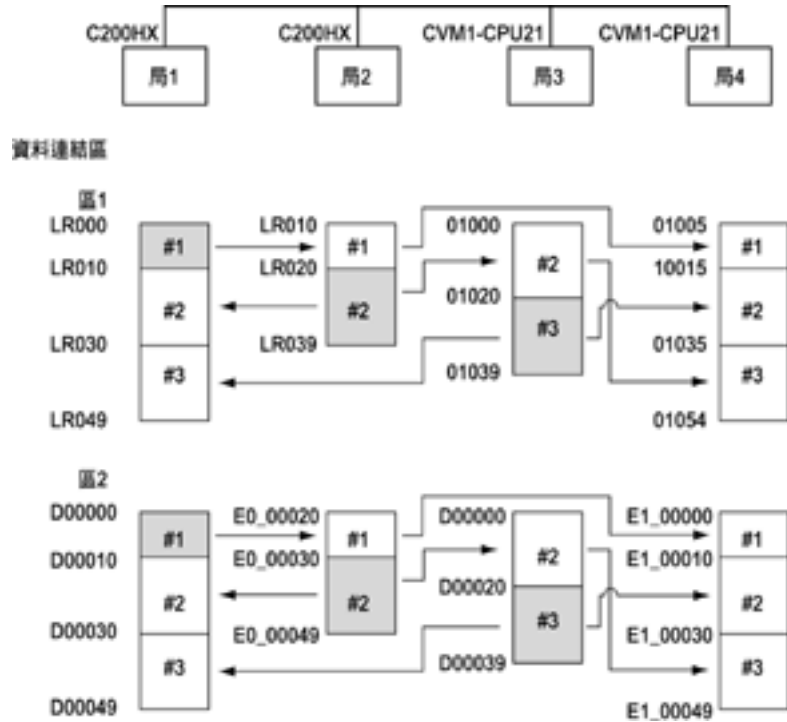 C200HX C200HX CVM1-CPU21 CVM1-CPU21
局1 局2 局3 局4
資料連結區
區1
LR000 LR010 01000 01005
#1 #1 #2 #1
LR010 LR020 10015
#2 #2 01020 #2
#3
LR030 LR039 01035
#3 01039 #3
LR049 01054
區2
D00000 E0_00020 D00000 E1_00000
#1 #1 #1
D00010 E0_00030 #2 E1_00010
D00020
#2 #2 #3 #2
D00030 E0_00049 E1_00030
#3 D00039 #3
D00049 E1_00049